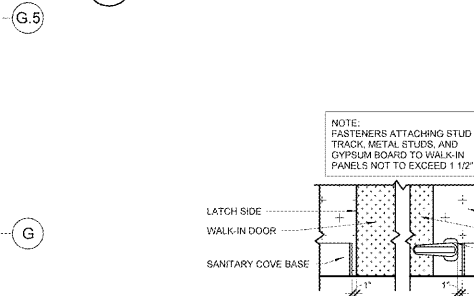 G.5
NOTE:
FASTENERS ATTACHING STUD
TRACK, METAL STUDS, AND
GYPSUM BOARD TO WALK-IN
PANELS NOT TO EXCEED 1 1/2"
LATCH SIDE
WALK-IN DOOR
G
SANITARY COVE BASE
1"
1"